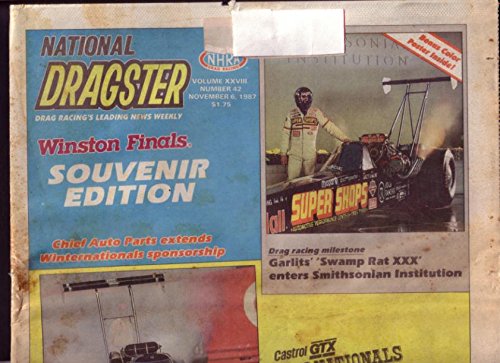 NATIONAL
DRAGSTER
DRAG RACING'S LEADING NEWS WEEKLY
NHRA
VOLUME XXVIII
NUMBER 42
NOVEMBER 6, 1987
$1.75
Winston Finals®
SOUVENIR
EDITION
Chief Auto Parts extends
Winternationals sponsorship
SONIAN
INSTITUTION
Bonus Color
Poster Inside!
SUPER SHOPS
Drag racing milestone
Garlits' 'Swamp Rat XXX'
enters Smithsonian Institution
Castrol GTX
NATIONALS